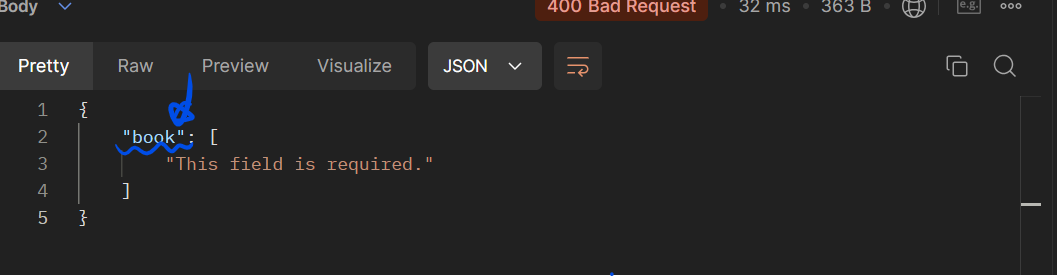 Body 400 Bad Request 32 ms 363 B e.g.
Pretty Raw Preview Visualize JSON
1 {
2 "book": [
3 "This field is required."
4 ]
5 }